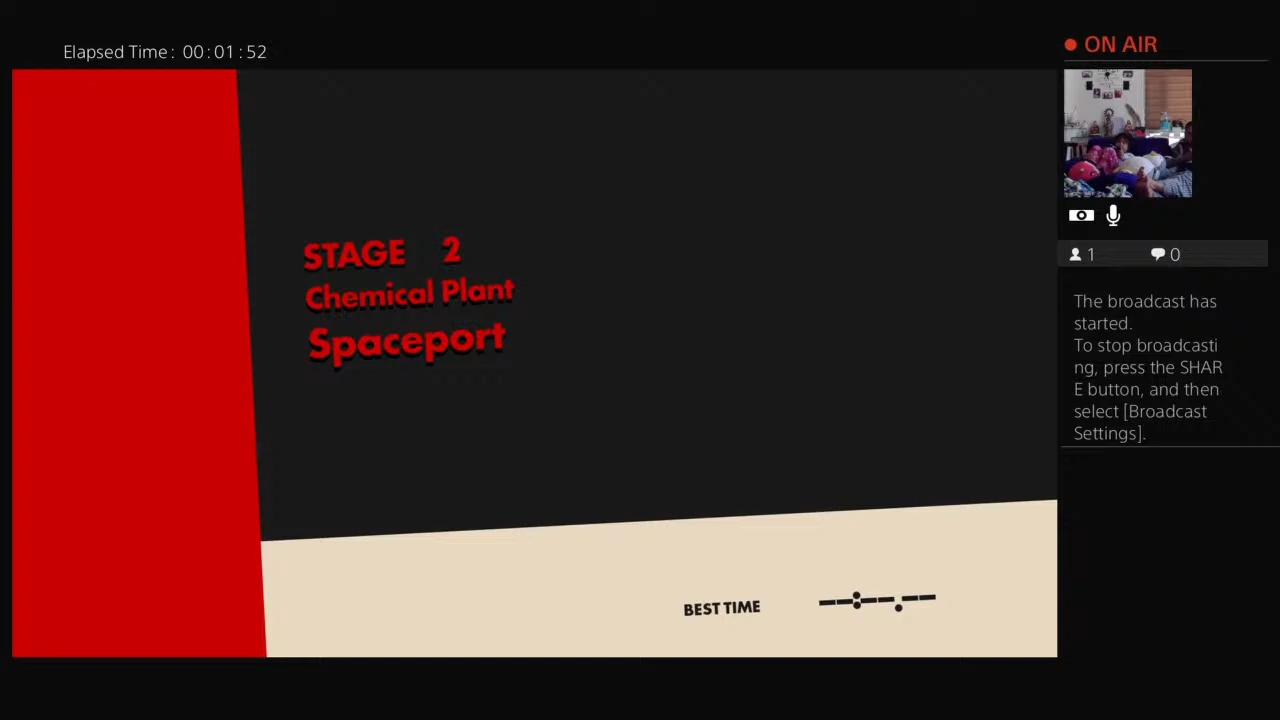 Elapsed Time: 00:01:52
ON AIR
STAGE 2
Chemical Plant
Spaceport
BEST TIME --:--.--
1 0
The broadcast has
started.
To stop broadcasti
ng, press the SHAR
E button, and then
select [Broadcast
Settings].